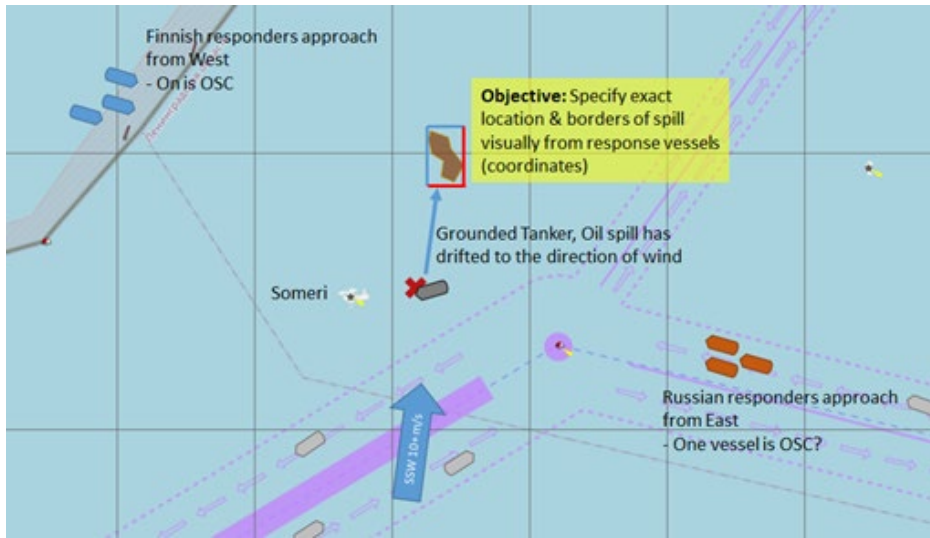 Finnish responders approach
from West
- On is OSC
Objective: Specify exact
location & borders of spill
visually from response vessels
(coordinates)
Grounded Tanker, Oil spill has
drifted to the direction of wind
Someri
Russian responders approach
from East
- One vessel is OSC?
SSW 10+m/s